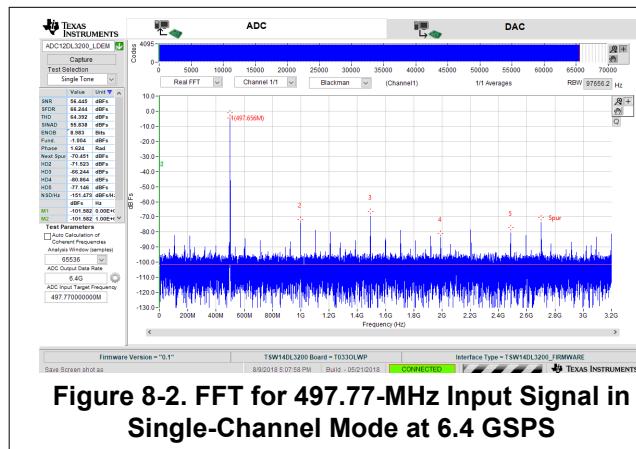 TEXAS INSTRUMENTS
ADC
DAC
ADC12DL3200_LDEM
Capture
Test Selection
Single Tone
Value Unit
SNR 56.445 dBFs
SFDR 66.244 dBFs
THD 64.392 dBFs
SINAD 55.838 dBFs
ENOB 8.983 Bits
Fund. -1.004 dBFs
Phase 1.624 Rad
Next Spur -70.451 dBFs
HD2 -71.523 dBFs
HD3 -66.244 dBFs
HD4 -80.864 dBFs
HD5 -77.146 dBFs
NSD/Hz -151.473 dBFs/Hz
dBFs Hz
M1 -101.582 0.00E+0
M2 -101.582 1.00E+0
Test Parameters
Auto Calculation of
Coherent Frequencies
Analysis Window (samples)
65536
ADC Output Data Rate
6.4G
ADC Input Target Frequency
497.770000000M
Codes
4095
0
0 5000 10000 15000 20000 25000 30000 35000 40000 45000 50000 55000 60000 65000 70000
Real FFT Channel 1/1 Blackman (Channel1) 1/1 Averages RBW 97656.2 Hz
10.0
0.0
-10.0
-20.0
-30.0
-40.0
-50.0
-60.0
-70.0
-80.0
-90.0
-100.0
-110.0
-120.0
-130.0
dBFs
1(497.656M)
2
3
4
5
Spur
0 200M 400M 600M 800M 1G 1.2G 1.4G 1.6G 1.8G 2G 2.2G 2.4G 2.6G 2.8G 3G 3.2G
Frequency (Hz)
Firmware Version = "0.1" TSW14DL3200 Board = T033OLWP Interface Type = TSW14DL3200_FIRMWARE
Save Screen shot as 8/9/2018 5:07:58 PM Build - 05/21/2018 CONNECTED TEXAS INSTRUMENTS
Figure 8-2. FFT for 497.77-MHz Input Signal in
Single-Channel Mode at 6.4 GSPS